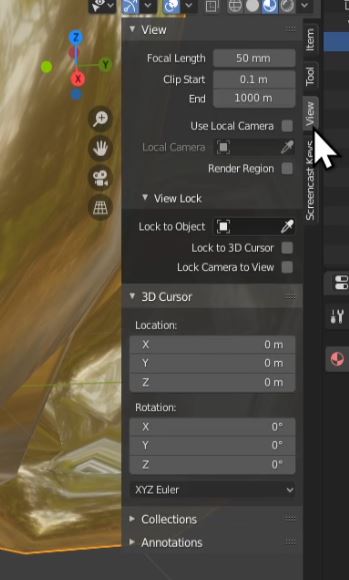 Z
Y
X
View
Focal Length 50 mm
Clip Start 0.1 m
End 1000 m
Use Local Camera
Local Camera
Render Region
View Lock
Lock to Object
Lock to 3D Cursor
Lock Camera to View
3D Cursor
Location:
X 0 m
Y 0 m
Z 0 m
Rotation:
X 0°
Y 0°
Z 0°
XYZ Euler
Collections
Annotations
Item
Tool
View
Screencast Keys